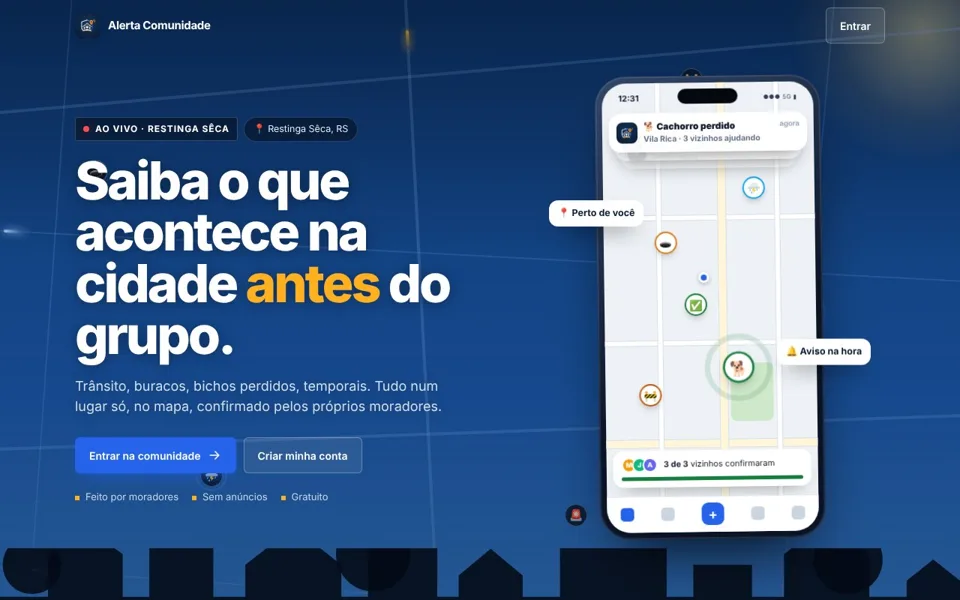 Alerta Comunidade
Entrar
AO VIVO · RESTINGA SÊCA
Restinga Sêca, RS
Saiba o que
acontece na
cidade antes do
grupo.
Trânsito, buracos, bichos perdidos, temporais. Tudo num
lugar só, no mapa, confirmado pelos próprios moradores.
Entrar na comunidade →
Criar minha conta
Feito por moradores
Sem anúncios
Gratuito
12:31
5G
Cachorro perdido
agora
Vila Rica · 3 vizinhos ajudando
Perto de você
Aviso na hora
M J A
3 de 3 vizinhos confirmaram
+